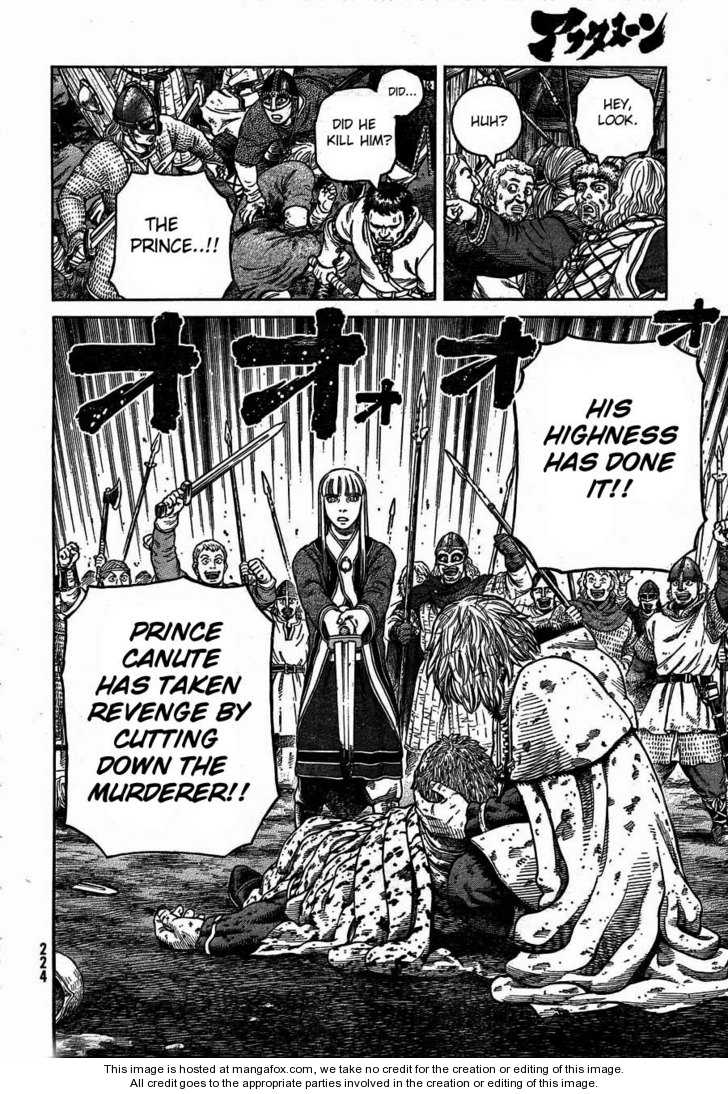 アフタヌーン
HEY,
LOOK.
HUH?
DID...
DID HE
KILL HIM?
THE
PRINCE..!!
オオォオオ
HIS
HIGHNESS
HAS DONE
IT!!
PRINCE
CANUTE
HAS TAKEN
REVENGE BY
CUTTING
DOWN THE
MURDERER!!
224
This image is hosted at mangafox.com, we take no credit for the creation or editing of this image.
All credit goes to the appropriate parties involved in the creation or editing of this image.